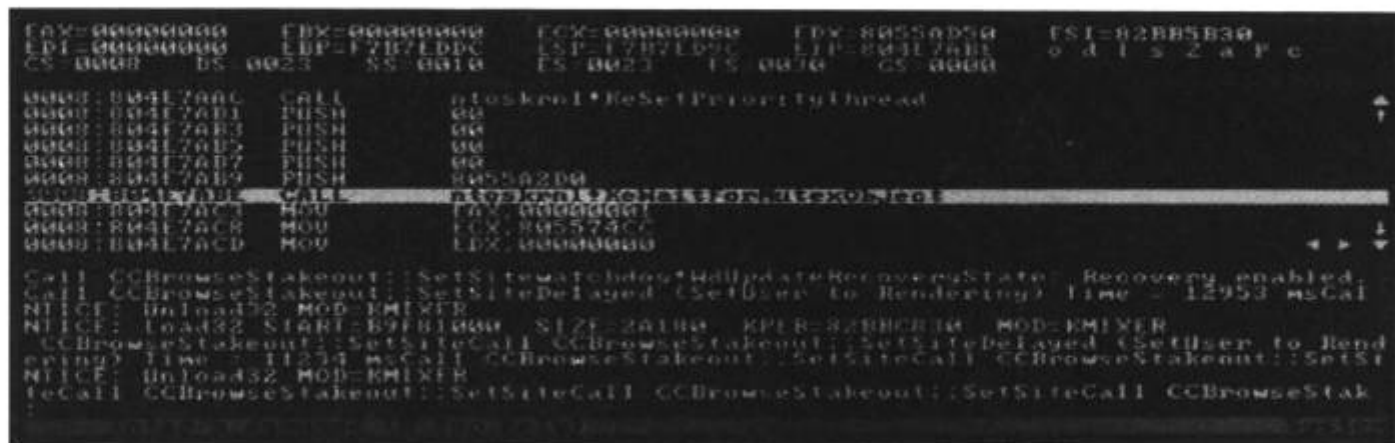 EAX=00000000 EBX=00000000 ECX=00000000 EDX=8055AD50 ESI=82BB5B30
EDI=00000000 EBP=F7B7EDDC ESP=F7B7ED9C EIP=804E7ABE o d I s Z a P c
CS=0008 DS=0023 SS=0010 ES=0023 FS=0030 GS=0000
0008:804E7AAC CALL ntoskrnl!KeSetPriorityThread
0008:804E7AB1 PUSH 00
0008:804E7AB3 PUSH 00
0008:804E7AB5 PUSH 00
0008:804E7AB7 PUSH 00
0008:804E7AB9 PUSH 8055A2D0
0008:804E7ABE CALL ntoskrnl!KeWaitForMutexObject
0008:804E7AC3 MOV EAX,00000001
0008:804E7AC8 MOV ECX,805574CC
0008:804E7ACD MOV EDX,00000000
Call CCBrowseStakeout::SetSitewatchdog!WdUpdateRecoveryState: Recovery enabled.
Call CCBrowseStakeout::SetSiteDelayed (SetUser to Rendering) Time = 12953 msCal
NTICE: Unload32 MOD=KMIXER
NTICE: Load32 START=B9F81000 SIZE=2A180 KPEB=82BBC830 MOD=KMIXER
CCBrowseStakeout::SetSiteCall CCBrowseStakeout::SetSiteDelayed (SetUser to Rend
ering) Time = 11234 msCall CCBrowseStakeout::SetSiteCall CCBrowseStakeout::SetSi
NTICE: Unload32 MOD=KMIXER
teCall CCBrowseStakeout::SetSiteCall CCBrowseStakeout::SetSiteCall CCBrowseStak
: